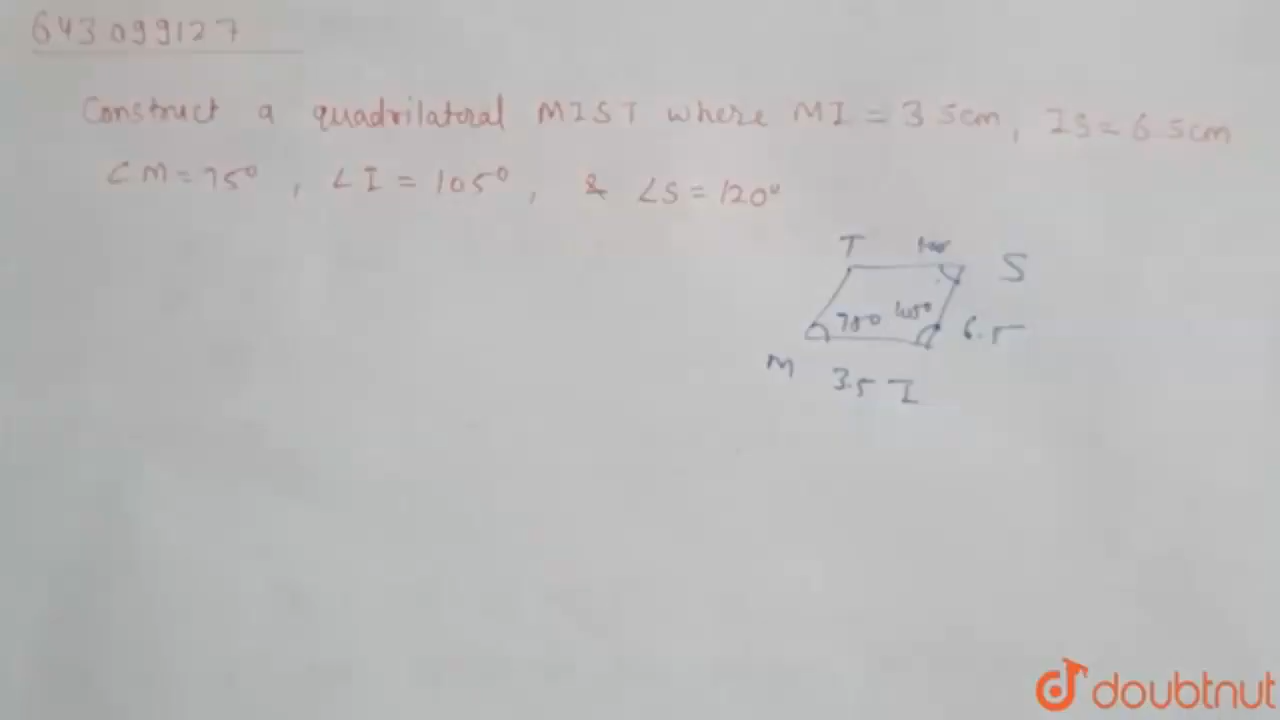 643099127
Construct a quadrilateral MIST where MI = 3.5cm, IS = 6.5cm
∠M = 75°, ∠I = 105°, & ∠S = 120°
T
S
75° 105° 6.5
M 3.5 I
doubtnut